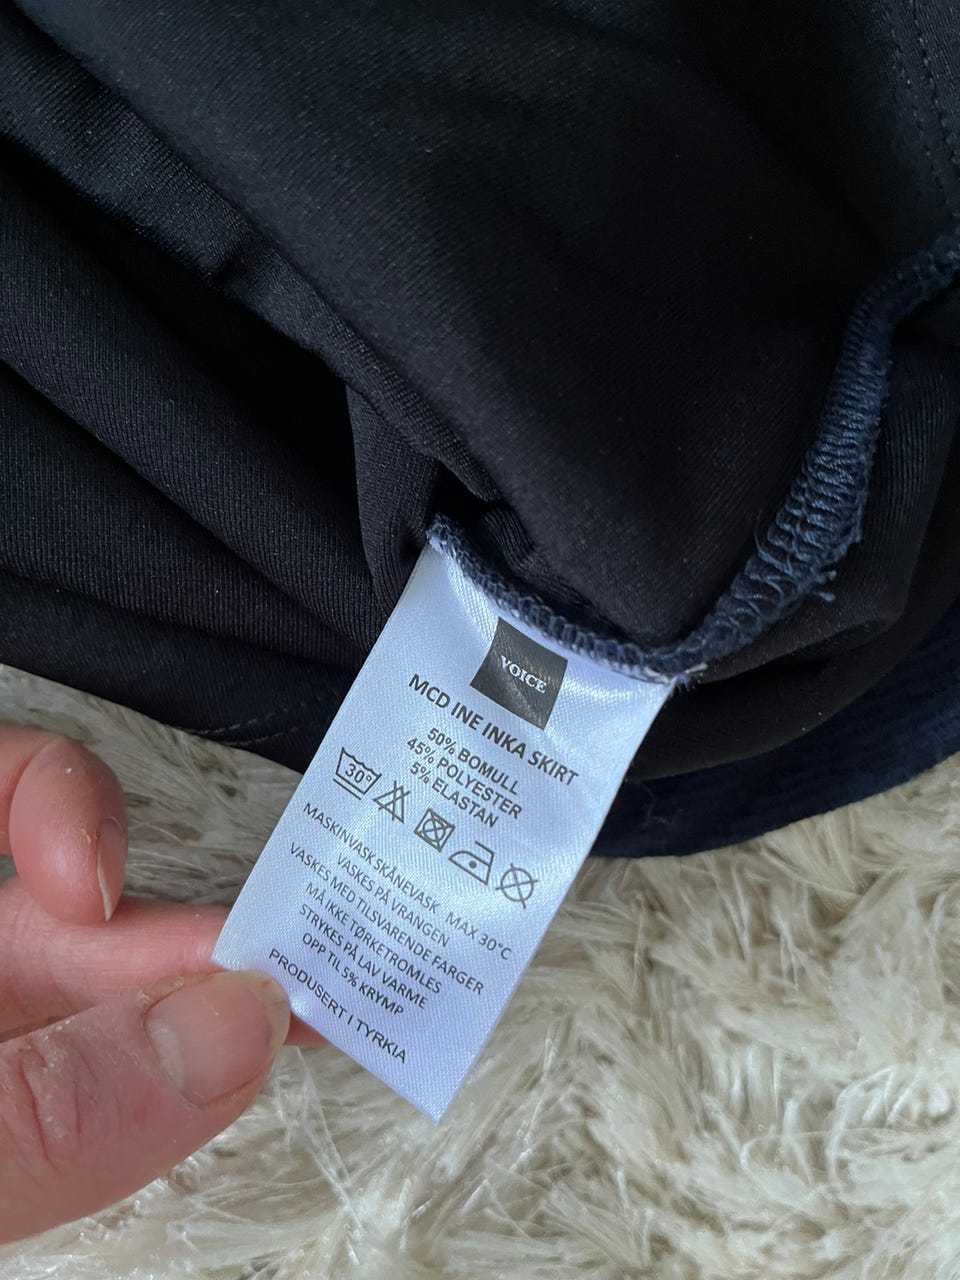 VOICE
MCD INE INKA SKIRT
50% BOMULL
45% POLYESTER
5% ELASTAN
30°
MASKINVASK SKÅNEVASK MAX 30°C
VASKES PÅ VRANGEN
VASKES MED TILSVARENDE FARGER
MÅ IKKE TØRKETROMLES
STRYKES PÅ LAV VARME
OPP TIL 5% KRYMP
PRODUSERT I TYRKIA